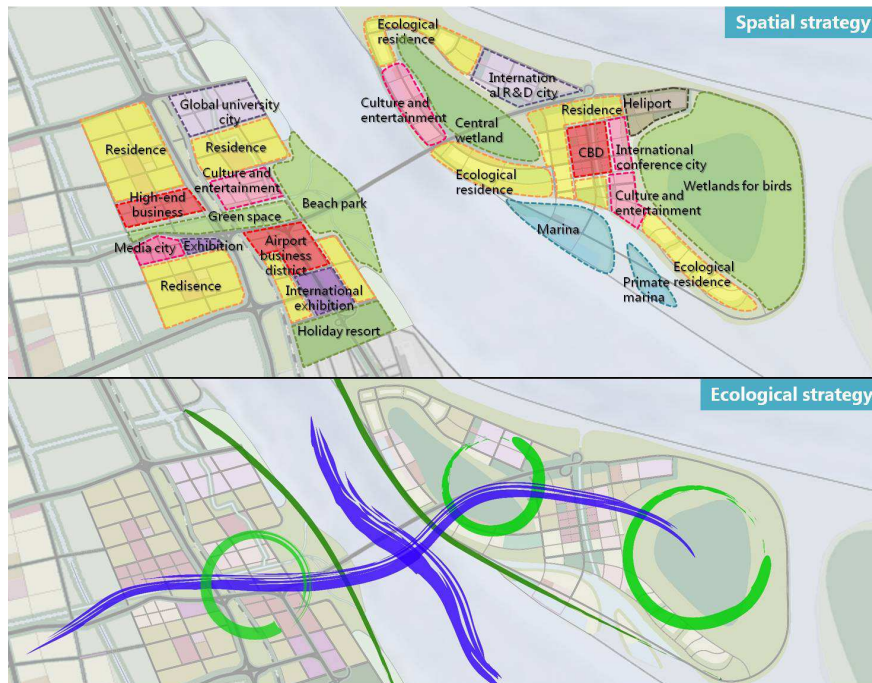 Spatial strategy
Ecological
residence
Internation
al R&D city
Global university
city
Culture and
entertainment
Residence
Heliport
Central
wetland
Residence
Residence
CBD
International
conference city
Culture and
entertainment
Ecological
residence
Wetlands for birds
High-end
business
Beach park
Culture and
entertainment
Green space
Marina
Media city
Exhibition
Airport
business
district
Ecological
residence
Redisence
International
exhibition
Primate
marina
Holiday resort
Ecological strategy